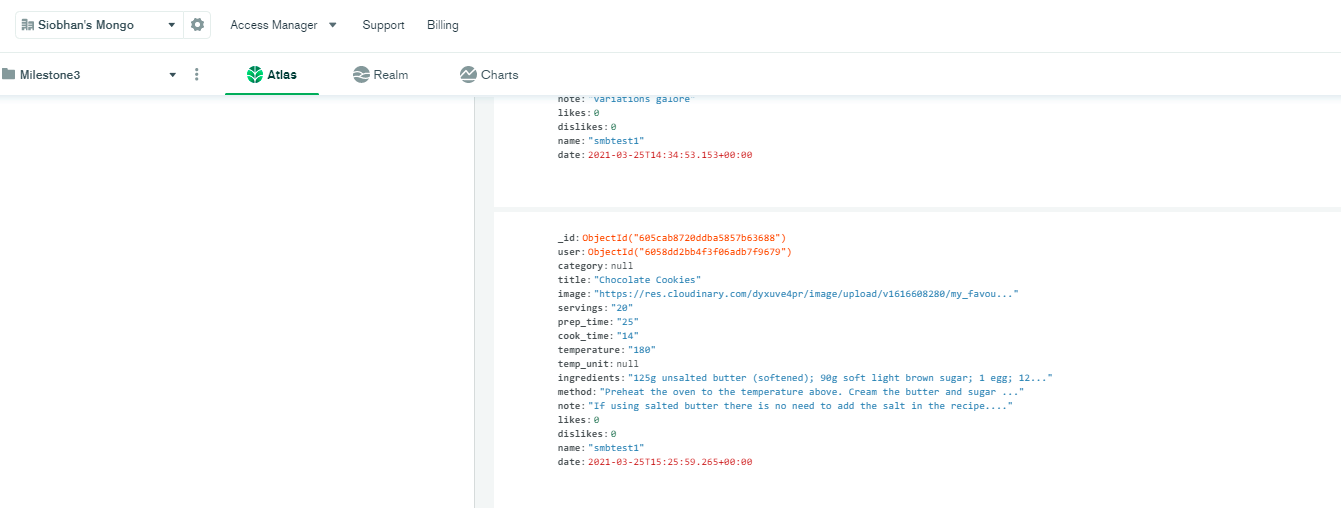 Siobhan's Mongo Access Manager Support Billing
Milestone3 Atlas Realm Charts
note: "variations galore"
likes: 0
dislikes: 0
name: "smbtest1"
date: 2021-03-25T14:34:53.153+00:00
_id: ObjectId("605cab8720ddba5857b63688")
user: ObjectId("6058dd2bb4f3f06adb7f9679")
category: null
title: "Chocolate Cookies"
image: "https://res.cloudinary.com/dyxuve4pr/image/upload/v1616608280/my_favou..."
servings: "20"
prep_time: "25"
cook_time: "14"
temperature: "180"
temp_unit: null
ingredients: "125g unsalted butter (softened); 90g soft light brown sugar; 1 egg; 12..."
method: "Preheat the oven to the temperature above. Cream the butter and sugar ..."
note: "If using salted butter there is no need to add the salt in the recipe...."
likes: 0
dislikes: 0
name: "smbtest1"
date: 2021-03-25T15:25:59.265+00:00